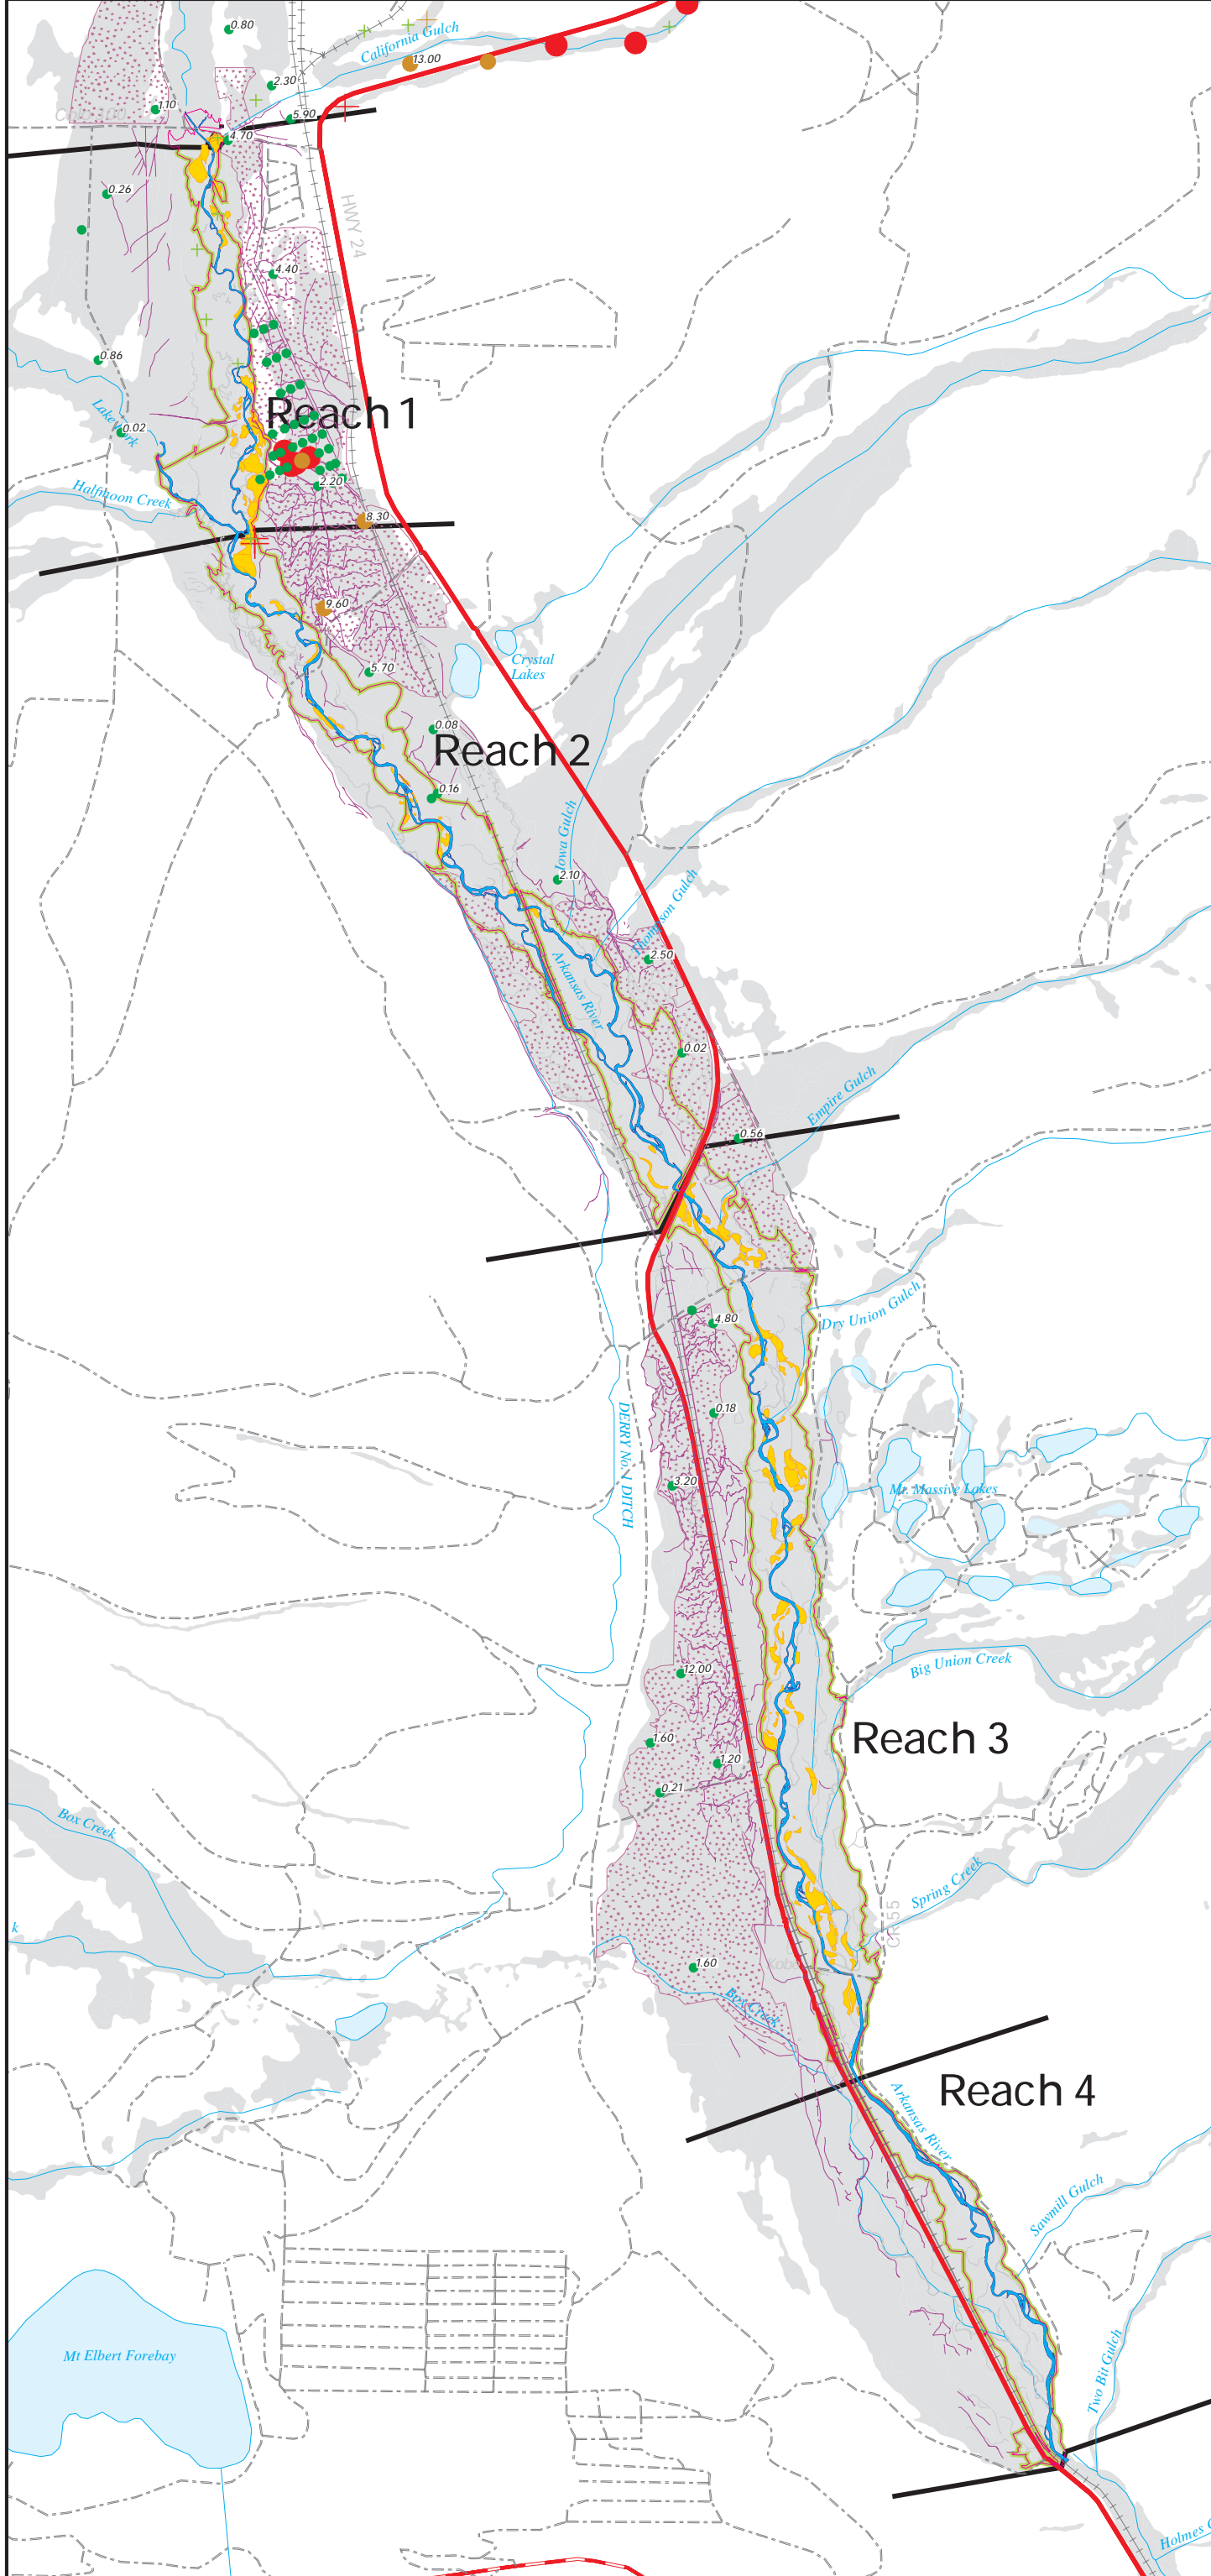 0.80
California Gulch
13.00
2.30
1.10
5.90
4.70
0.26
HWY 24
4.40
0.86
Reach 1
Lake Fork
0.02
2.20
Halfmoon Creek
8.30
9.60
Crystal
Lakes
5.70
0.08
Reach 2
0.16
Iowa Gulch
2.10
Thompson Gulch
2.50
Arkansas River
0.02
Empire Gulch
0.56
Dry Union Gulch
4.80
0.18
DERRY No. 1 DITCH
3.20
Mt. Massive Lakes
Big Union Creek
12.00
Reach 3
1.60
1.20
0.21
Box Creek
Spring Creek
CR 55
k
1.60
Box Creek
Reach 4
Arkansas River
Sawmill Gulch
Mt Elbert Forebay
Two Bit Gulch
Holmes